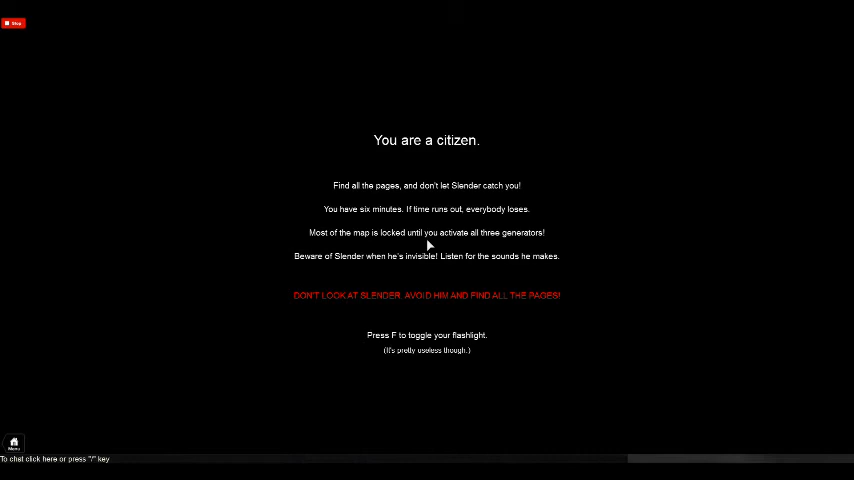 Stop
You are a citizen.
Find all the pages, and don't let Slender catch you!
You have six minutes. If time runs out, everybody loses.
Most of the map is locked until you activate all three generators!
Beware of Slender when he's invisible! Listen for the sounds he makes.
DON'T LOOK AT SLENDER. AVOID HIM AND FIND ALL THE PAGES!
Press F to toggle your flashlight.
(It's pretty useless though.)
Menu
To chat click here or press "/" key